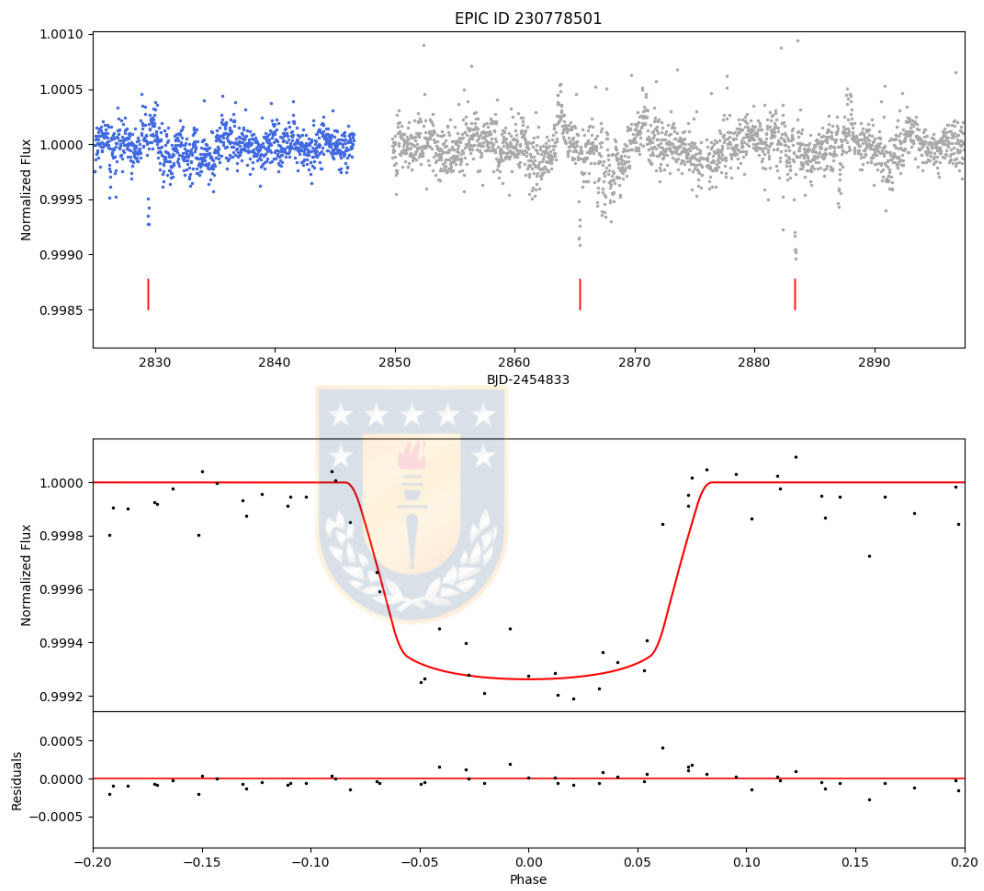 EPIC ID 230778501
Normalized Flux
1.0010
1.0005
1.0000
0.9995
0.9990
0.9985
2830 2840 2850 2860 2870 2880 2890
BJD-2454833
Normalized Flux
1.0000
0.9998
0.9996
0.9994
0.9992
Residuals
0.0005
0.0000
−0.0005
−0.20 −0.15 −0.10 −0.05 0.00 0.05 0.10 0.15 0.20
Phase